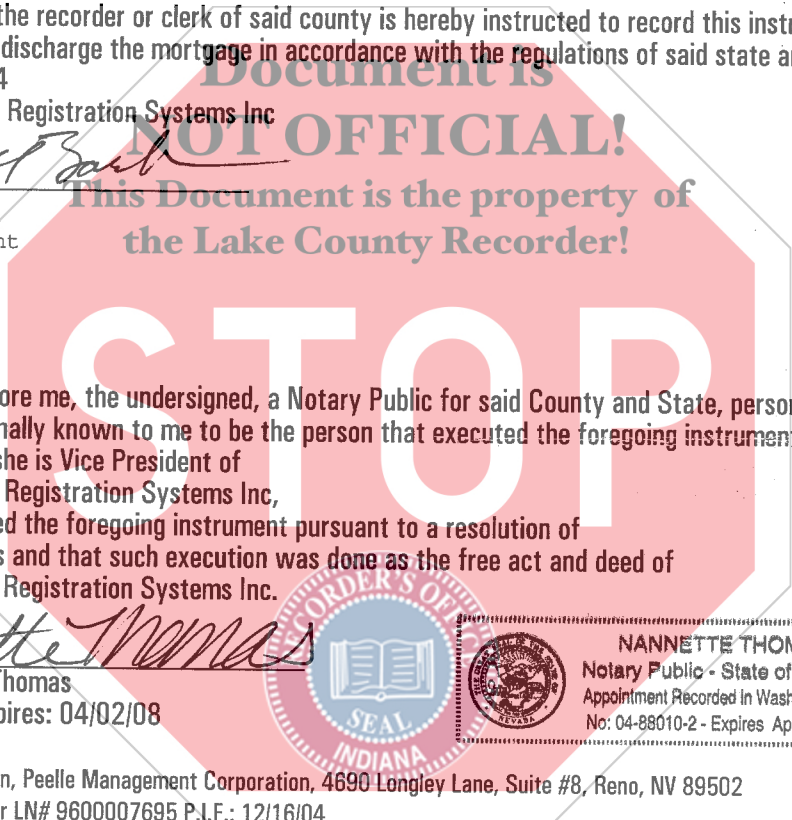 the recorder or clerk of said county is hereby instructed to record this instr
discharge the mortgage in accordance with the regulations of said state a
4
Registration Systems Inc
Document is
NOT OFFICIAL!
This Document is the property of
the Lake County Recorder!
nt
STOP
ore me, the undersigned, a Notary Public for said County and State, person
nally known to me to be the person that executed the foregoing instrument
she is Vice President of
Registration Systems Inc,
ed the foregoing instrument pursuant to a resolution of
s and that such execution was done as the free act and deed of
Registration Systems Inc.
tte Thomas
Thomas
pires: 04/02/08
RECORDER'S OFFICE
SEAL
INDIANA
NANNETTE THOM
Notary Public - State of
Appointment Recorded in Wash
No: 04-88010-2 - Expires Ap
NEVADA
n, Peelle Management Corporation, 4690 Longley Lane, Suite #8, Reno, NV 89502
r LN# 9600007695 P.I.F.: 12/16/04